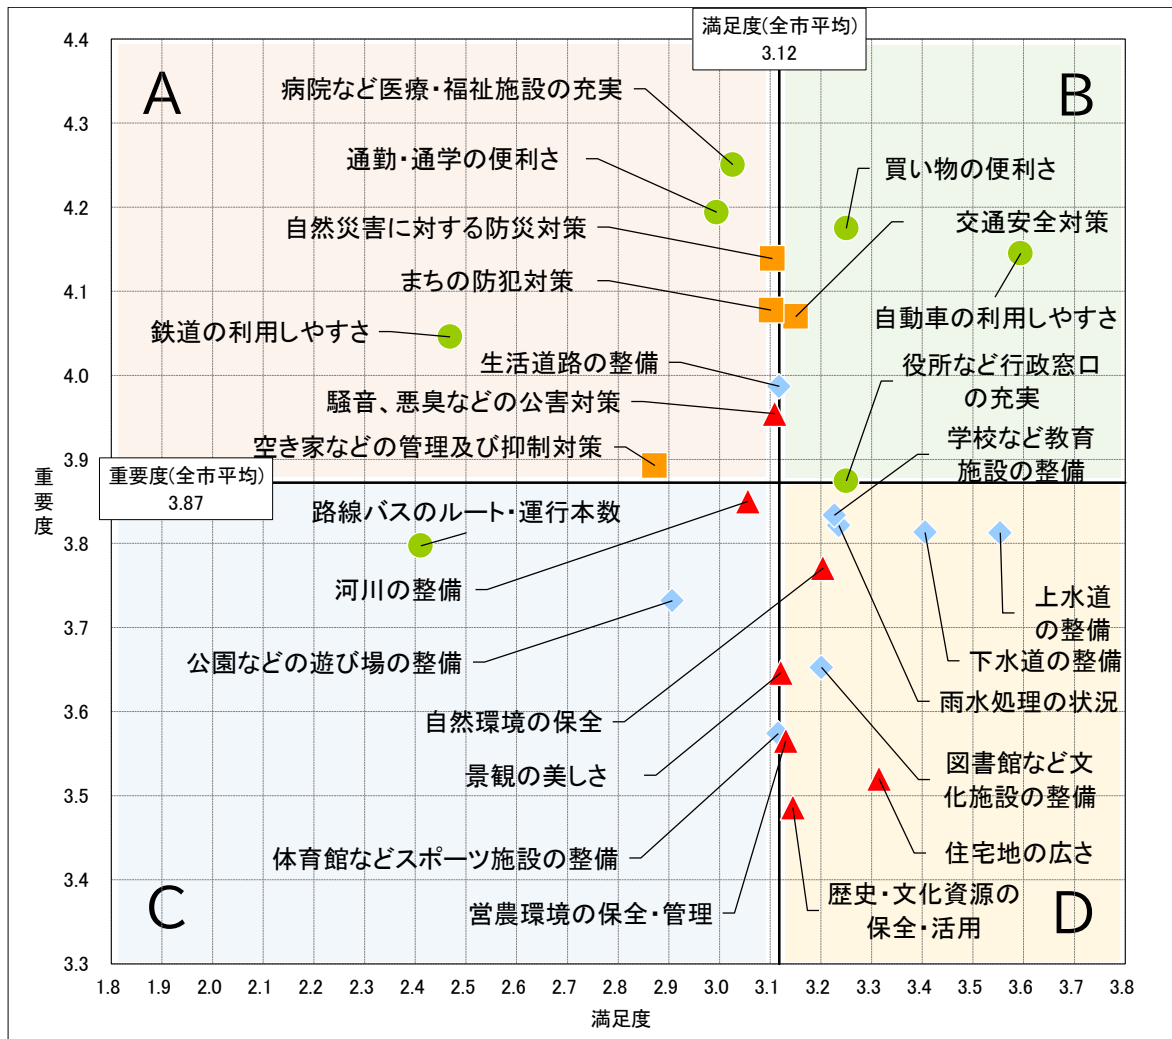 満足度(全市平均)
3.12
4.4
4.3
4.2
4.1
4.0
3.9
3.8
3.7
3.6
3.5
3.4
3.3
重要度
A
B
病院など医療・福祉施設の充実
通勤・通学の便利さ
買い物の便利さ
交通安全対策
自然災害に対する防災対策
まちの防犯対策
自動車の利用しやすさ
鉄道の利用しやすさ
生活道路の整備
役所など行政窓口
の充実
騒音、悪臭などの公害対策
学校など教育
施設の整備
空き家などの管理及び抑制対策
重要度(全市平均)
3.87
路線バスのルート・運行本数
河川の整備
上水道
の整備
公園などの遊び場の整備
下水道の整備
雨水処理の状況
自然環境の保全
景観の美しさ
図書館など文
化施設の整備
体育館などスポーツ施設の整備
住宅地の広さ
営農環境の保全・管理
歴史・文化資源の
保全・活用
C
D
1.8
1.9
2.0
2.1
2.2
2.3
2.4
2.5
2.6
2.7
2.8
2.9
3.0
3.1
3.2
3.3
3.4
3.5
3.6
3.7
3.8
満足度